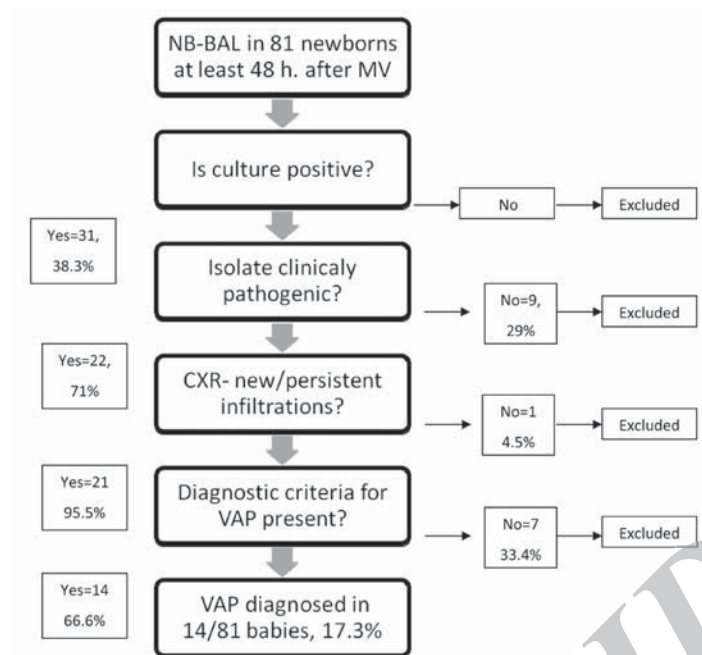 NB-BAL in 81 newborns
at least 48 h. after MV
Is culture positive?
No
Excluded
Yes=31,
38.3%
Isolate clinicaly
pathogenic?
No=9,
29%
Excluded
Yes=22,
71%
CXR- new/persistent
infiltrations?
No=1
4.5%
Excluded
Yes=21
95.5%
Diagnostic criteria for
VAP present?
No=7
33.4%
Excluded
Yes=14
66.6%
VAP diagnosed in
14/81 babies, 17.3%